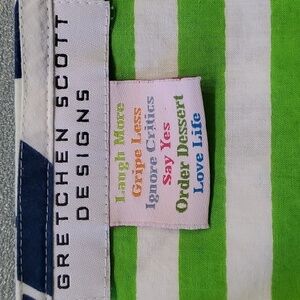 GRETCHEN SCOTT
DESIGNS
Laugh More
Gripe Less
Ignore Critics
Say Yes
Order Dessert
Love Life